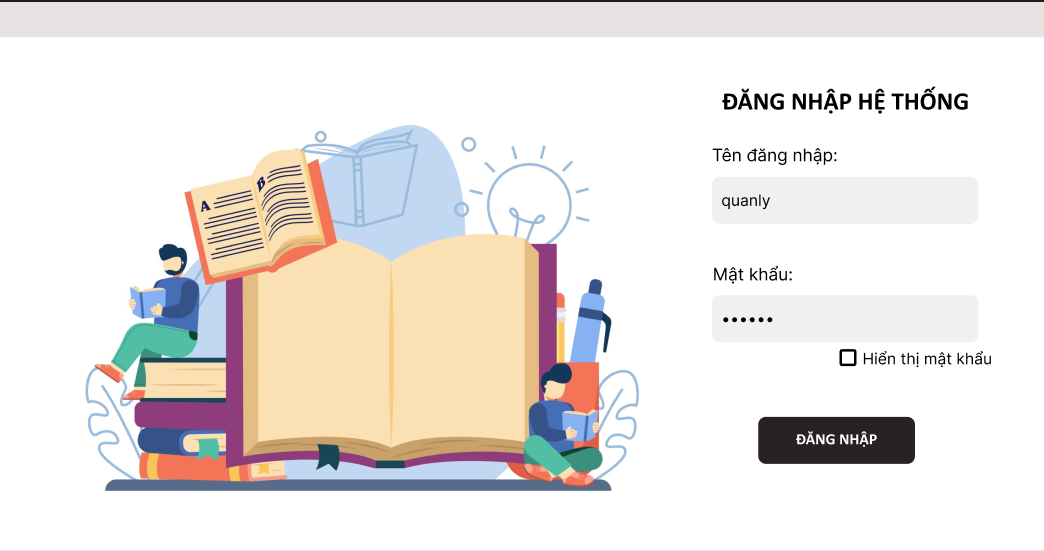 A
B
ĐĂNG NHẬP HỆ THỐNG
Tên đăng nhập:
quanly
Mật khẩu:
••••••
Hiển thị mật khẩu
ĐĂNG NHẬP